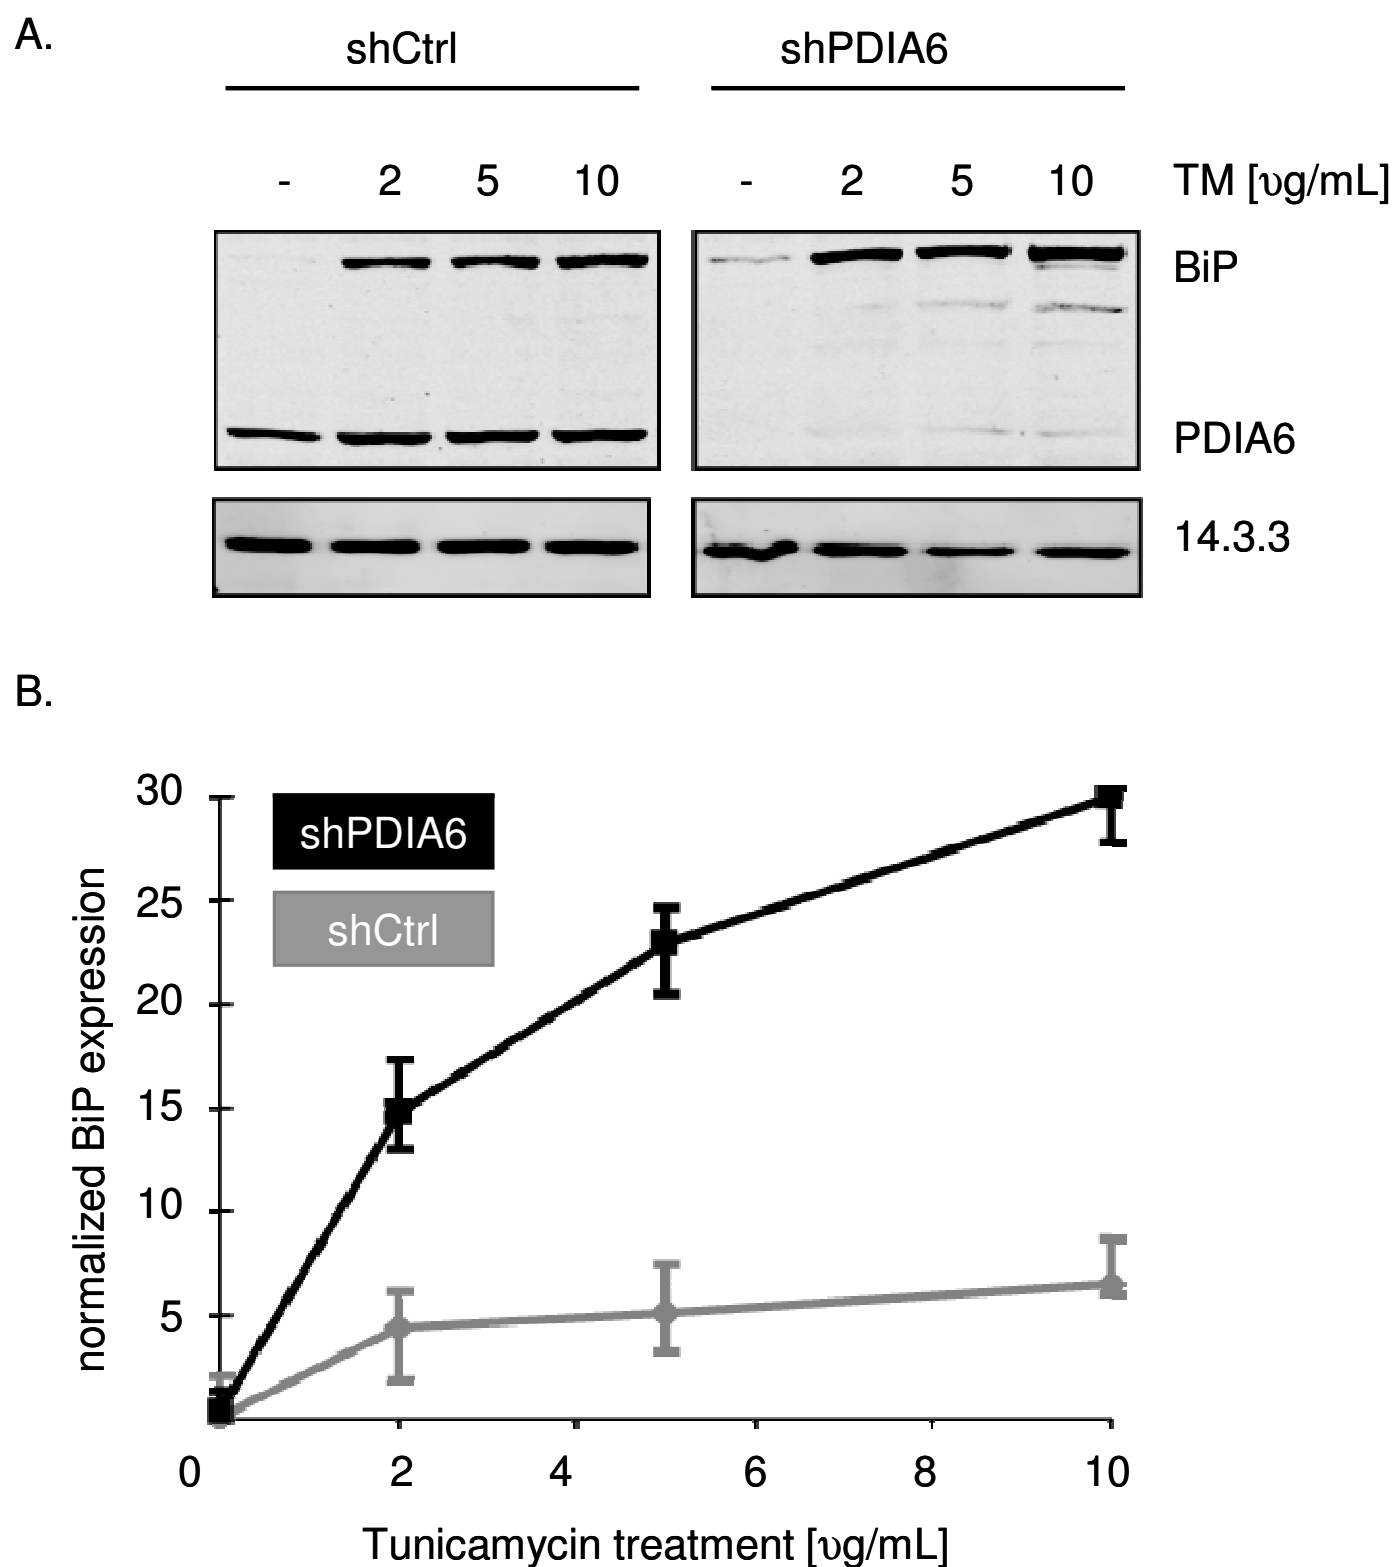 A.
shCtrl shPDIA6
- 2 5 10 - 2 5 10 TM [υg/mL]
BiP
PDIA6
14.3.3
B.
30
25
20
15
10
5
shPDIA6
shCtrl
normalized BiP expression
0 2 4 6 8 10
Tunicamycin treatment [υg/mL]